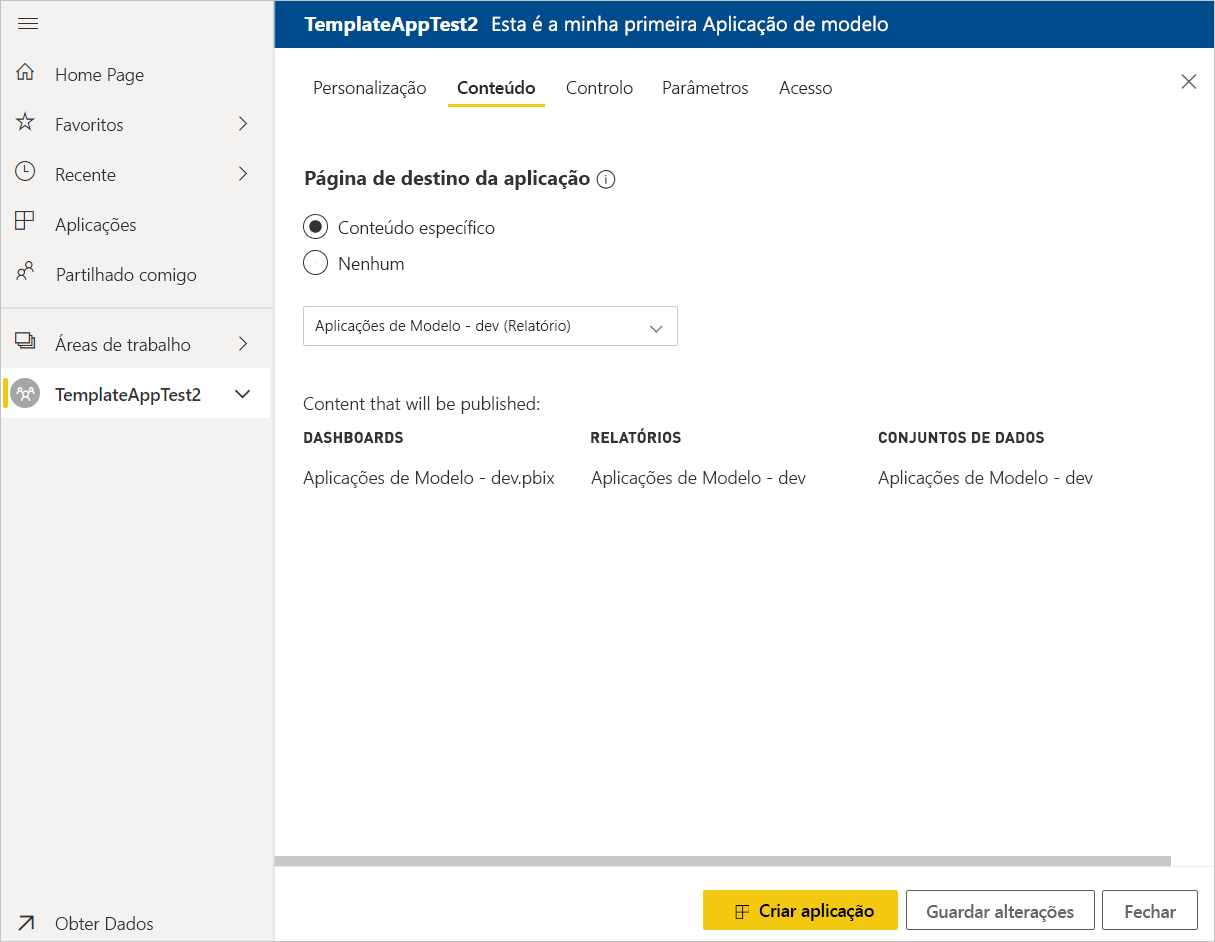 TemplateAppTest2 Esta é a minha primeira Aplicação de modelo
Home Page
Favoritos
Recente
Aplicações
Partilhado comigo
Áreas de trabalho
TemplateAppTest2
Obter Dados
Personalização Conteúdo Controlo Parâmetros Acesso
Página de destino da aplicação
Conteúdo específico
Nenhum
Aplicações de Modelo - dev (Relatório)
Content that will be published:
DASHBOARDS RELATÓRIOS CONJUNTOS DE DADOS
Aplicações de Modelo - dev.pbix Aplicações de Modelo - dev Aplicações de Modelo - dev
Criar aplicação Guardar alterações Fechar